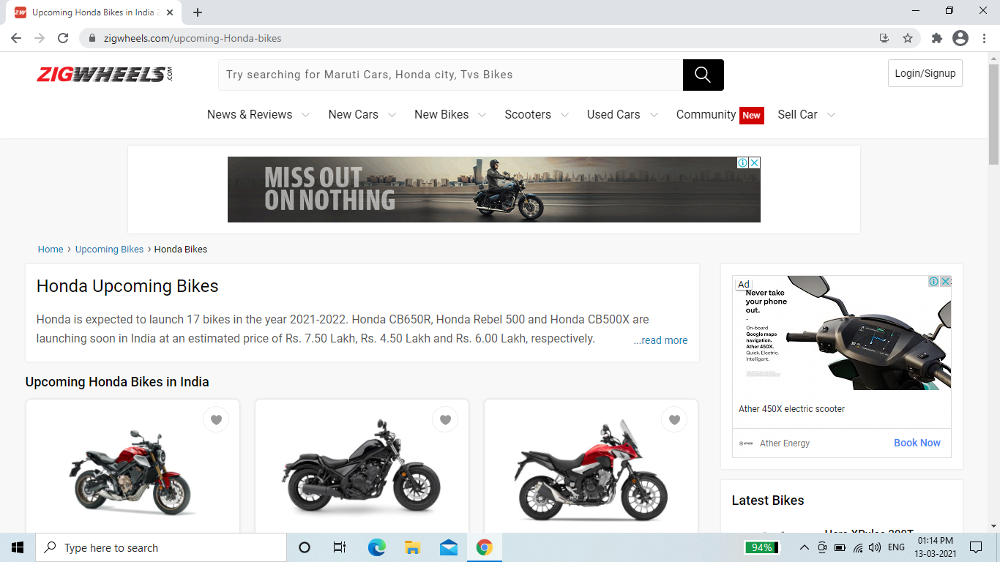 Upcoming Honda Bikes in India
zigwheels.com/upcoming-Honda-bikes
ZIGWHEELS.COM
Try searching for Maruti Cars, Honda city, Tvs Bikes
Login/Signup
News & Reviews
New Cars
New Bikes
Scooters
Used Cars
Community New
Sell Car
MISS OUT
ON NOTHING
Home › Upcoming Bikes › Honda Bikes
Honda Upcoming Bikes
Honda is expected to launch 17 bikes in the year 2021-2022. Honda CB650R, Honda Rebel 500 and Honda CB500X are
launching soon in India at an estimated price of Rs. 7.50 Lakh, Rs. 4.50 Lakh and Rs. 6.00 Lakh, respectively.
...read more
Upcoming Honda Bikes in India
Ad
Never take
your phone
out.
On-board
Google maps
navigation.
Ather 450X.
Quick. Electric.
Intelligent.
Ather 450X electric scooter
ATHER
Ather Energy
Book Now
Latest Bikes
Hero XPulse 200T
Type here to search
94%
ENG
01:14 PM
13-03-2021